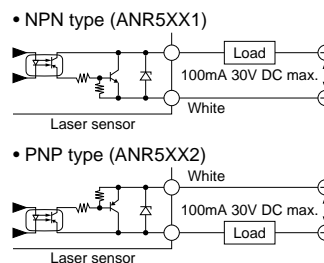 • NPN type (ANR5XX1)
Load
100mA 30V DC max.
White
Laser sensor
• PNP type (ANR5XX2)
White
100mA 30V DC max.
Load
Laser sensor